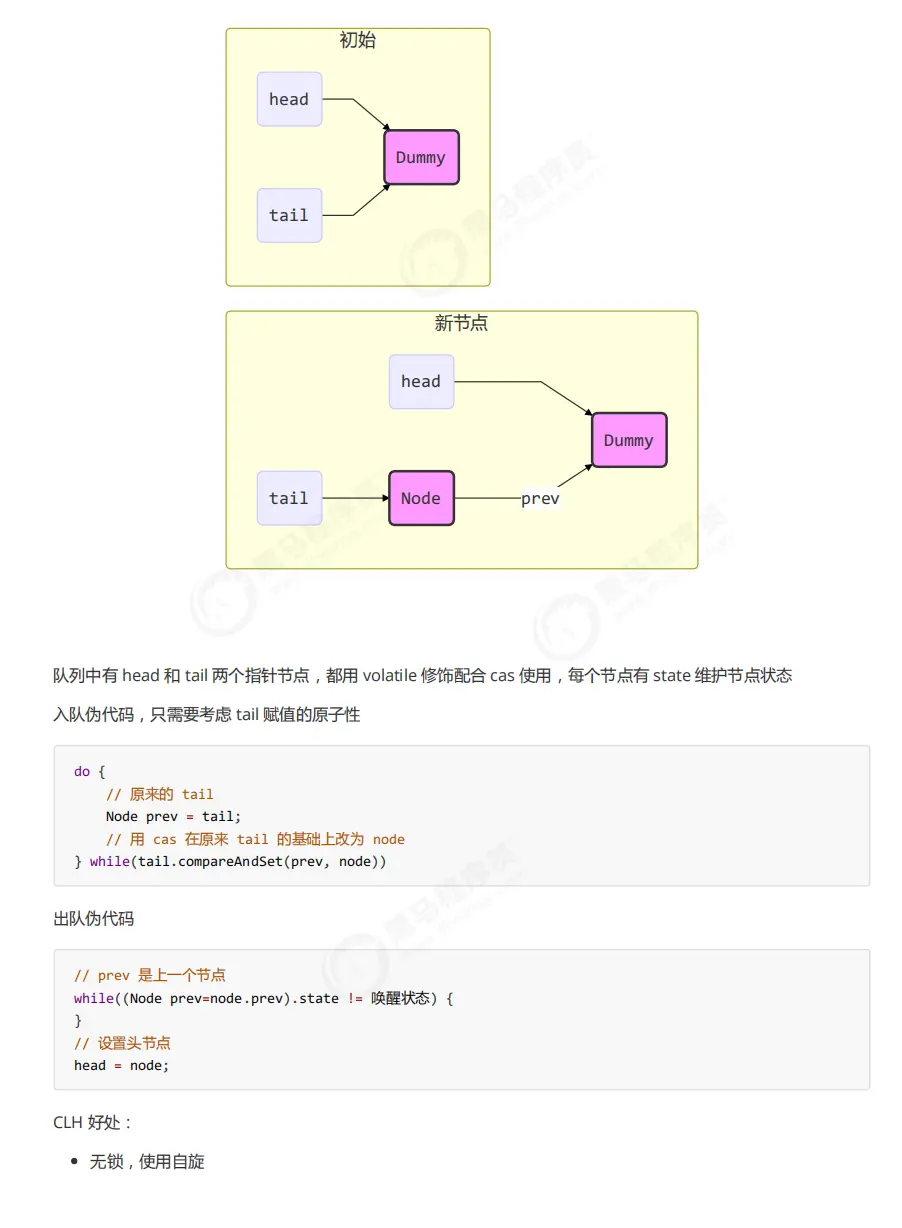 初始
head
Dummy
tail
新节点
head
Dummy
tail
Node
prev
队列中有 head 和 tail 两个指针节点，都用 volatile 修饰配合 cas 使用，每个节点有 state 维护节点状态
入队伪代码，只需要考虑 tail 赋值的原子性
do {
    // 原来的 tail
    Node prev = tail;
    // 用 cas 在原来 tail 的基础上改为 node
} while(tail.compareAndSet(prev, node))
出队伪代码
// prev 是上一个节点
while((Node prev=node.prev).state != 唤醒状态) {
}
// 设置头节点
head = node;
CLH 好处：
• 无锁，使用自旋